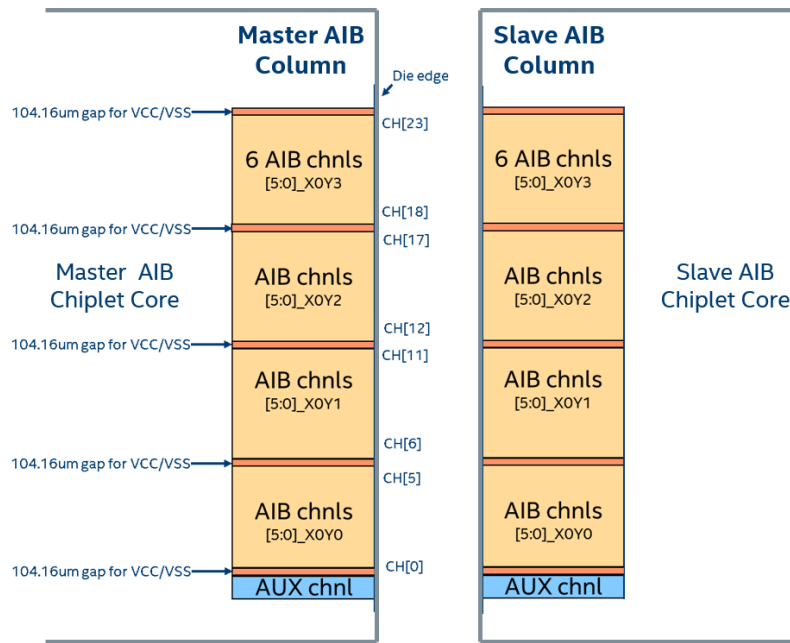 Master AIB
Column
Slave AIB
Column
Die edge
104.16um gap for VCC/VSS
CH[23]
6 AIB chnls
[5:0]_X0Y3
6 AIB chnls
[5:0]_X0Y3
CH[18]
104.16um gap for VCC/VSS
CH[17]
Master AIB
Chiplet Core
AIB chnls
[5:0]_X0Y2
AIB chnls
[5:0]_X0Y2
Slave AIB
Chiplet Core
CH[12]
104.16um gap for VCC/VSS
CH[11]
AIB chnls
[5:0]_X0Y1
AIB chnls
[5:0]_X0Y1
CH[6]
104.16um gap for VCC/VSS
CH[5]
AIB chnls
[5:0]_X0Y0
AIB chnls
[5:0]_X0Y0
104.16um gap for VCC/VSS
CH[0]
AUX chnl
AUX chnl